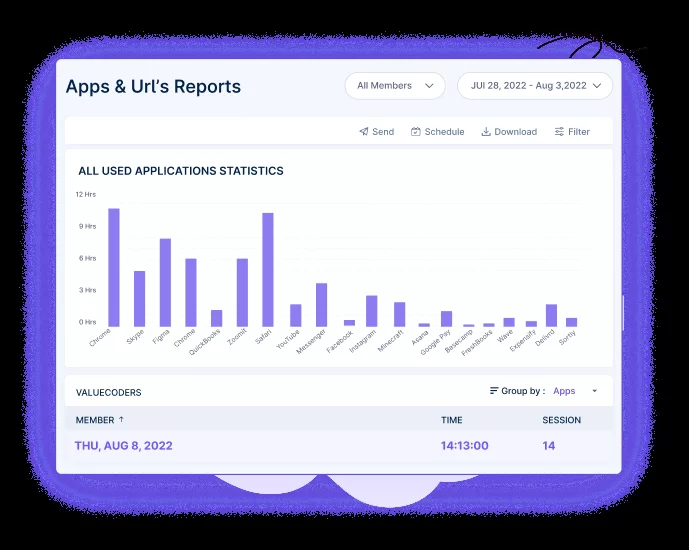 Apps & Url's Reports
All Members
JUl 28, 2022 - Aug 3,2022
Send
Schedule
Download
Filter
ALL USED APPLICATIONS STATISTICS
12 Hrs
9 Hrs
6 Hrs
3 Hrs
0 Hrs
Chrome
Skype
Figma
Chrome
QuickBooks
Zoomit
Safari
YouTube
Messenger
Facebook
Instagram
Minecraft
Asana
Google Pay
Basecamp
FreshBooks
Wave
Expensify
Sortly
VALUECODERS
Group by :
Apps
MEMBER ↑
TIME
SESSION
THU, AUG 8, 2022
14:13:00
14